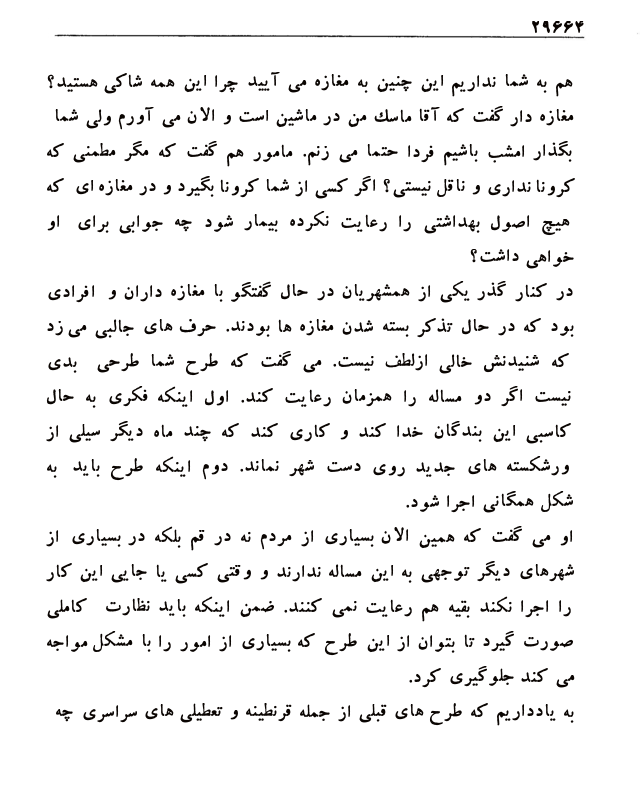 ۲۹۶۶۴
هم به شما نداریم این چنین به مغازه می آیید چرا این همه شاکی هستید؟
مغازه دار گفت که آقا ماسك من در ماشین است و الان می آورم ولی شما
بگذار امشب باشیم فردا حتما می زنم. مامور هم گفت که مگر مطمنی که
کرونا نداری و ناقل نیستی؟ اگر کسی از شما کرونا بگیرد و در مغازه ای که
هیچ اصول بهداشتی را رعایت نکرده بیمار شود چه جوابی برای او
خواهی داشت؟
در کنار گذر یکی از همشهریان در حال گفتگو با مغازه داران و افرادی
بود که در حال تذکر بسته شدن مغازه ها بودند. حرف های جالبی می زد
که شنیدنش خالی ازلطف نیست. می گفت که طرح شما طرحی بدی
نیست اگر دو مساله را همزمان رعایت کند. اول اینکه فکری به حال
کاسبی این بندگان خدا کند و کاری کند که چند ماه دیگر سیلی از
ورشکسته های جدید روی دست شهر نماند. دوم اینکه طرح باید به
شکل همگانی اجرا شود.
او می گفت که همین الان بسیاری از مردم نه در قم بلکه در بسیاری از
شهرهای دیگر توجهی به این مساله ندارند و وقتی کسی یا جایی این کار
را اجرا نکند بقیه هم رعایت نمی کنند. ضمن اینکه باید نظارت کاملی
صورت گیرد تا بتوان از این طرح که بسیاری از امور را با مشکل مواجه
می کند جلوگیری کرد.
به یادداریم که طرح های قبلی از جمله قرنطینه و تعطیلی های سراسری چه